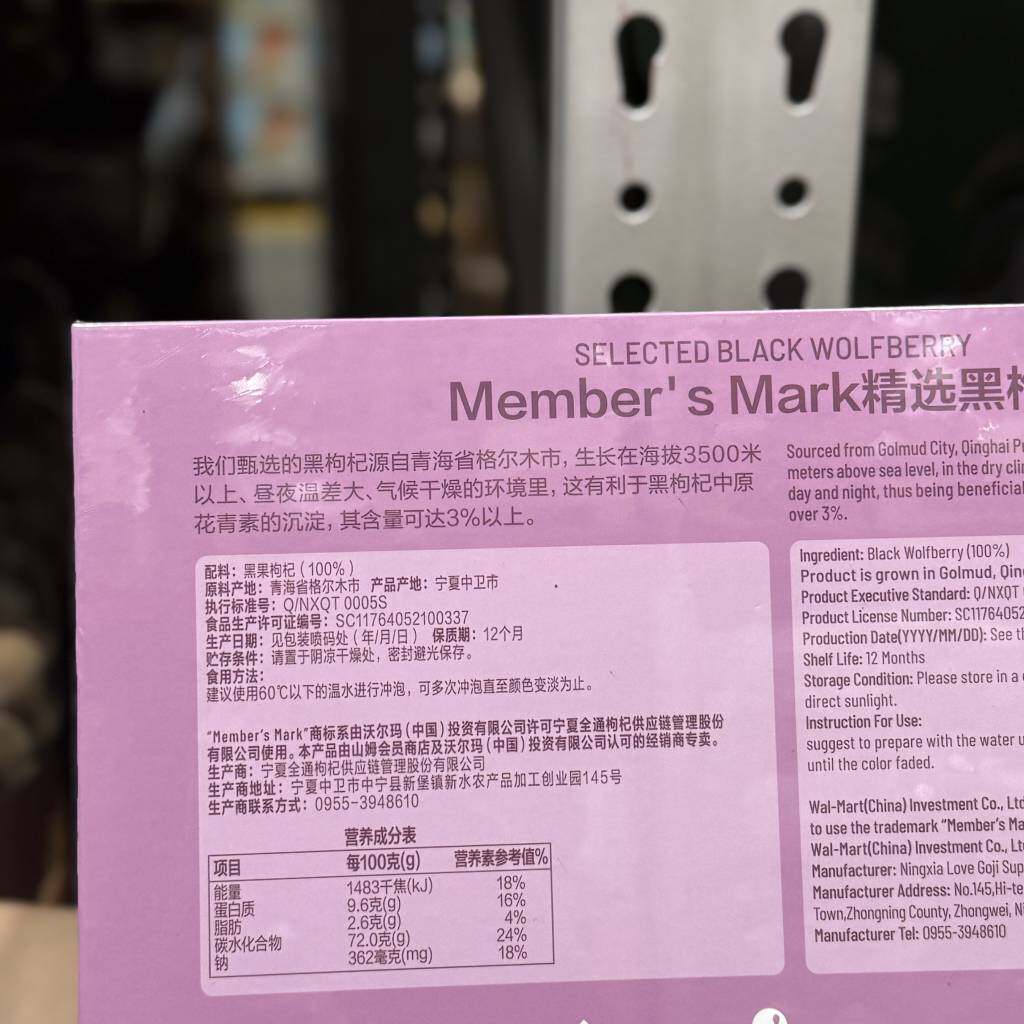 SELECTED BLACK WOLFBERRY
Member's Mark精选黑
我们甄选的黑枸杞源自青海省格尔木市, 生长在海拔3500米
以上、昼夜温差大、气候干燥的环境里, 这有利于黑枸杞中原
花青素的沉淀, 其含量可达3%以上。
Sourced from Golmud City, Qinghai
meters above sea level, in the dry
day and night, thus being beneficial
over 3%.
配料: 黑果枸杞 (100%)
原料产地: 青海省格尔木市 产品产地: 宁夏中卫市
执行标准号: Q/NXQT 0005S
食品生产许可证编号: SC11764052100337
生产日期: 见包装喷码处 (年/月/日) 保质期: 12个月
贮存条件: 请置于阴凉干燥处, 密封避光保存。
食用方法:
建议使用60℃以下的温水进行冲泡, 可多次冲泡直至颜色变淡为止。
"Member's Mark"商标系由沃尔玛 (中国) 投资有限公司许可宁夏全通枸杞供应链管理股份
有限公司使用。本产品由山姆会员商店及沃尔玛 (中国) 投资有限公司认可的经销商专卖。
生产商: 宁夏全通枸杞供应链管理股份有限公司
生产商地址: 宁夏中卫市中宁县新堡镇新水农产品加工创业园145号
生产商联系方式: 0955-3948610
营养成分表
项目 每100克(g) 营养素参考值%
能量 1483千焦(kJ) 18%
蛋白质 9.6克(g) 16%
脂肪 2.6克(g) 4%
碳水化合物 72.0克(g) 24%
钠 362毫克(mg) 18%
Ingredient: Black Wolfberry (100%)
Product is grown in Golmud,
Product Executive Standard: Q/NXQT
Product License Number: SC11764052
Production Date(YYYY/MM/DD): See
Shelf Life: 12 Months
Storage Condition: Please store in a
direct sunlight.
Instruction For Use:
suggest to prepare with the water
until the color faded.
Wal-Mart(China) Investment Co., Ltd
to use the trademark "Member's
Wal-Mart(China) Investment Co.,
Manufacturer: Ningxia Love Goji
Manufacturer Address: No.145,
Town,Zhongning County, Zhongwei,
Manufacturer Tel: 0955-3948610